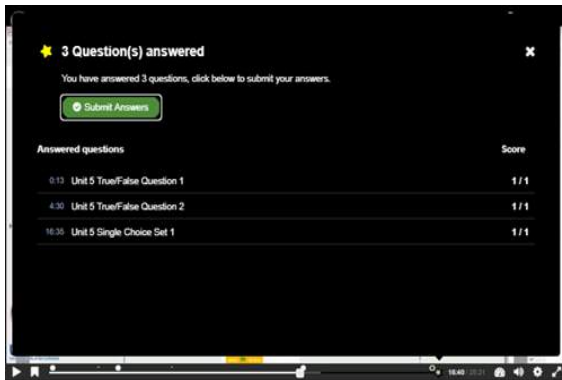 3 Question(s) answered
You have answered 3 questions, click below to submit your answers.
Submit Answers
Answered questions Score
0:13 Unit 5 True/False Question 1 1 / 1
4:30 Unit 5 True/False Question 2 1 / 1
16:35 Unit 5 Single Choice Set 1 1 / 1
16:40